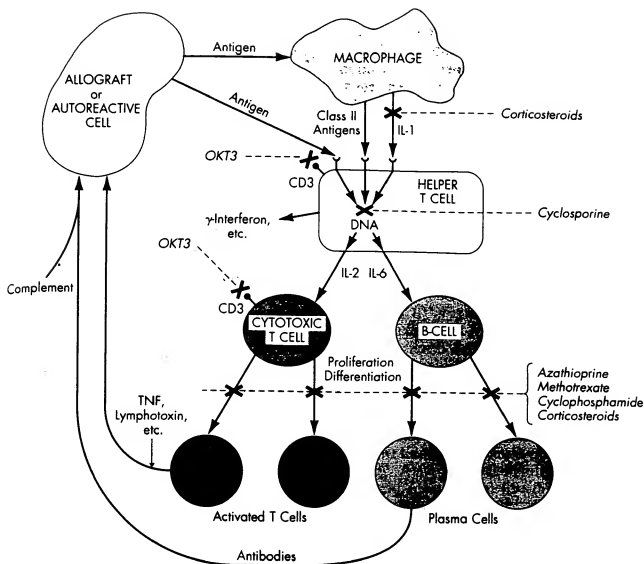 ALLOGRAFT
or
AUTOREACTIVE
CELL
Antigen
MACROPHAGE
Antigen
Class II
Antigens
IL-1
Corticosteroids
OKT3
CD3
HELPER
T CELL
γ-Interferon,
etc.
DNA
Cyclosporine
OKT3
CD3
IL-2 IL-6
Complement
CYTOTOXIC
T CELL
B-CELL
Proliferation
Differentiation
Azathioprine
Methotrexate
Cyclophosphamide
Corticosteroids
TNF,
Lymphotoxin,
etc.
Activated T Cells
Plasma Cells
Antibodies